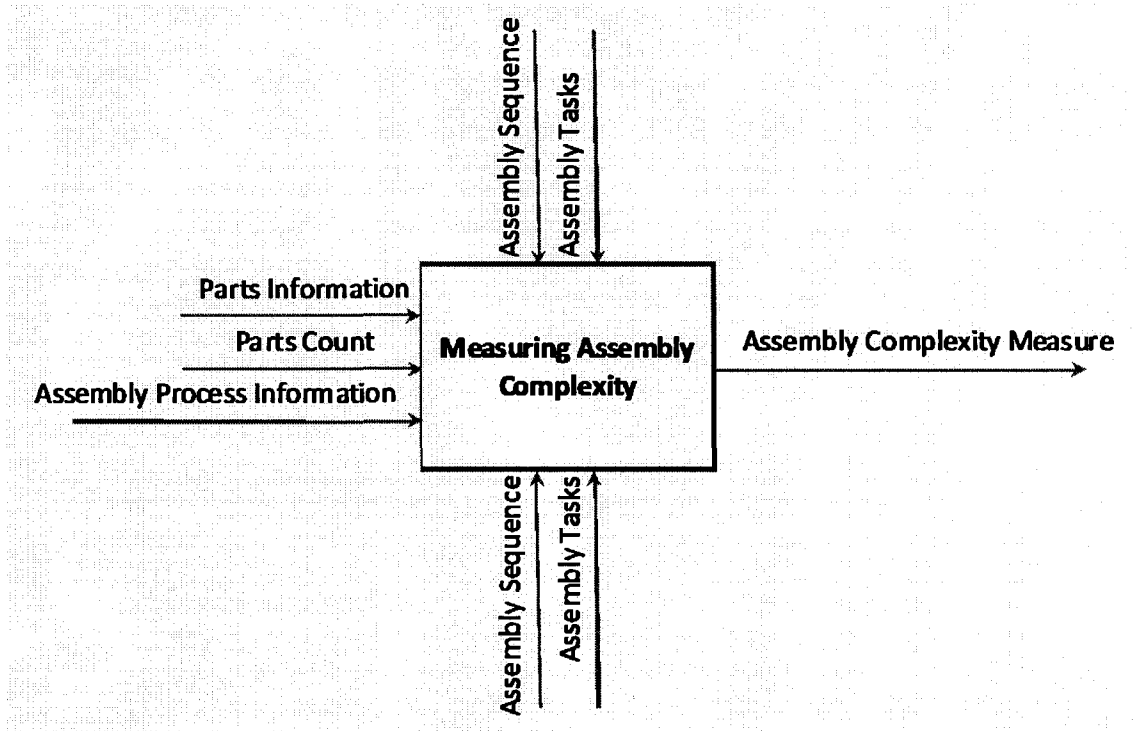 Assembly Sequence
Assembly Tasks
Parts Information
Parts Count
Assembly Process Information
Measuring Assembly
Complexity
Assembly Complexity Measure
Assembly Sequence
Assembly Tasks